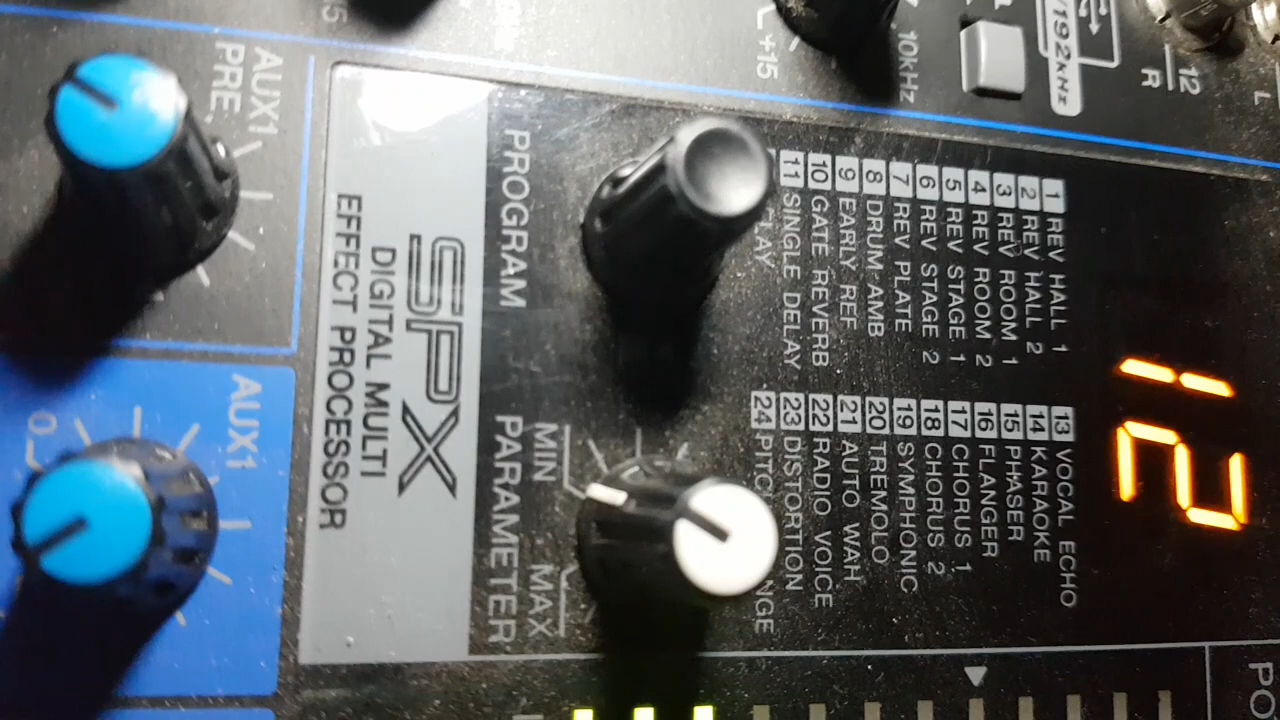 AUX1
PRE
AUX1
0
+15
10kHz
/192kHz
12
R
L
SPX
DIGITAL MULTI
EFFECT PROCESSOR
PROGRAM
PARAMETER
MIN
MAX
1 REV HALL 1
2 REV HALL 2
3 REV ROOM 1
4 REV ROOM 2
5 REV STAGE 1
6 REV STAGE 2
7 REV PLATE
8 DRUM AMB
9 EARLY REF
10 GATE REVERB
11 SINGLE DELAY
13 VOCAL ECHO
14 KARAOKE
15 PHASER
16 FLANGER
17 CHORUS 1
18 CHORUS 2
19 SYMPHONIC
20 TREMOLO
21 AUTO WAH
22 RADIO VOICE
23 DISTORTION
24
12